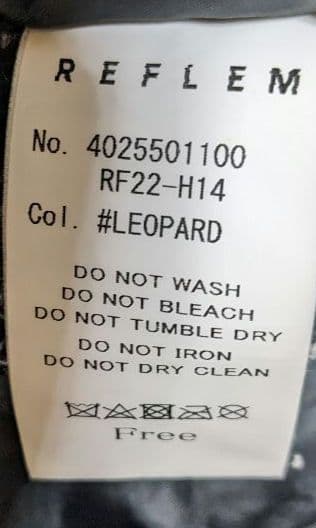 REFLEM
No. 4025501100
RF22-H14
Col. #LEOPARD
DO NOT WASH
DO NOT BLEACH
DO NOT TUMBLE DRY
DO NOT IRON
DO NOT DRY CLEAN
Free